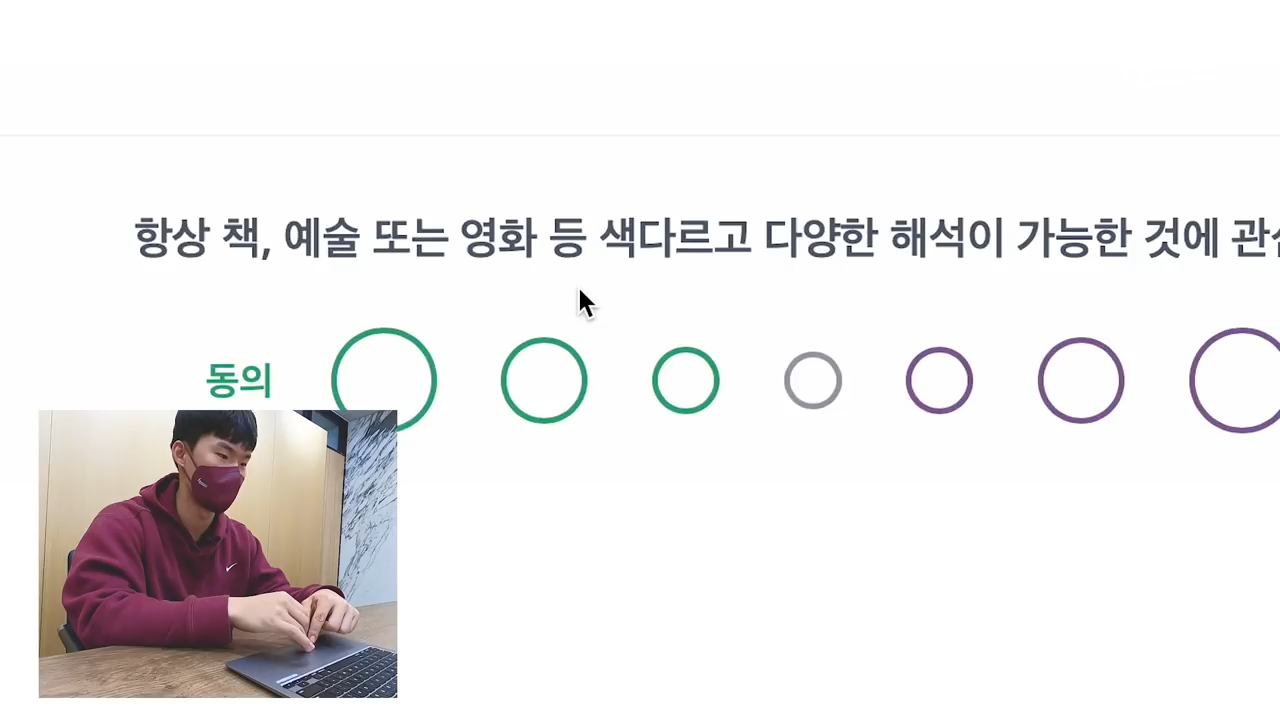 항상 책, 예술 또는 영화 등 색다르고 다양한 해석이 가능한 것에
동의